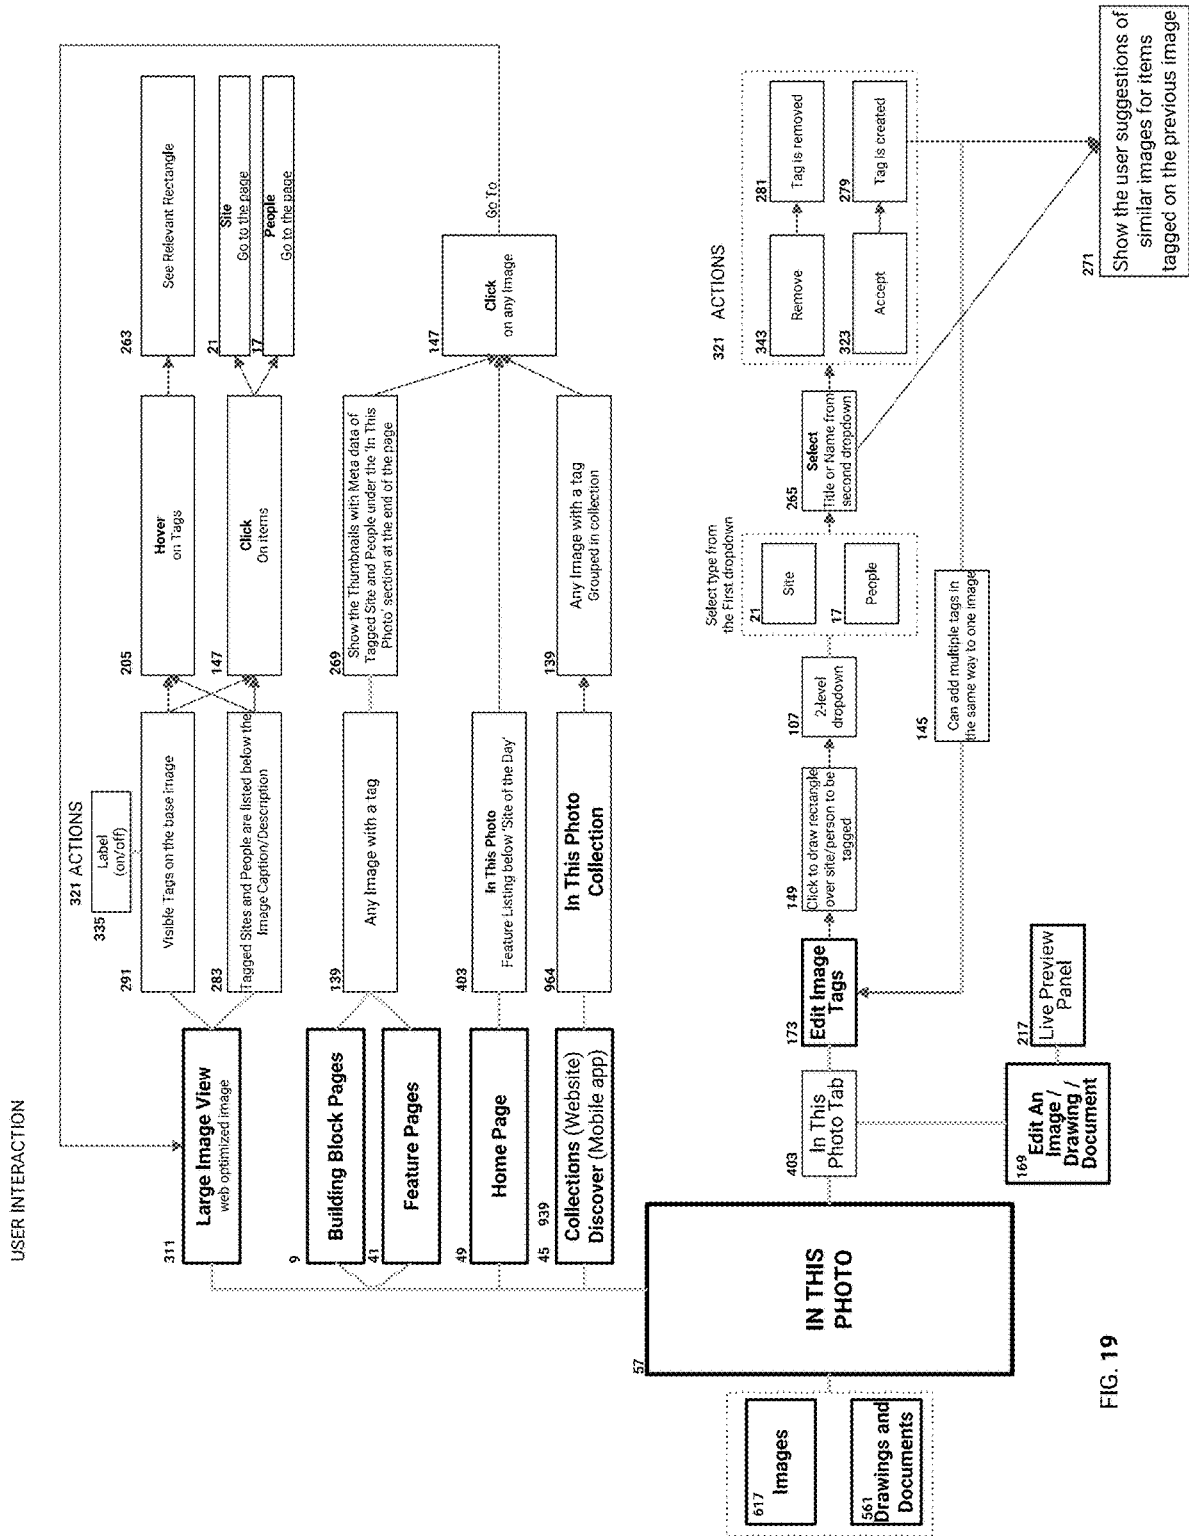 USER INTERACTION
311
Large Image View
web optimized image
9
Building Block Pages
41
Feature Pages
49
Home Page
45
939
Collections (Website)
Discover (Mobile app)
321 ACTIONS
335
Label
(on/off)
291
Visible Tags on the base image
283
Tagged Sites and People are listed below the
Image Caption/Description
139
Any Image with a tag
403
In This Photo
Feature Listing below 'Site of the Day'
964
In This Photo
Collection
205
Hover
on Tags
147
Click
On items
269
Show the Thumbnails with Meta data of
Tagged Site and People under the 'In This
Photo' section at the end of the page
139
Any Image with a tag
Grouped in collection
263
See Relevant Rectangle
21
Site
Go to the page
17
People
Go to the page
147
Click
on any Image
Go To
617
Images
561
Drawings and
Documents
57
IN THIS
PHOTO
403
In This
Photo Tab
169
Edit An
Image /
Drawing /
Document
217
Live Preview
Panel
173
Edit Image
Tags
149
Click to draw rectangle
over site/person to be
tagged
107
2-level
dropdown
145
Can add multiple tags in
the same way to one image
Select type from
the First dropdown
21
Site
17
People
265
Select
Title or Name from
second dropdown
321 ACTIONS
343
Remove
281
Tag is removed
323
Accept
279
Tag is created
271
Show the user suggestions of
similar images for items
tagged on the previous image
FIG. 19